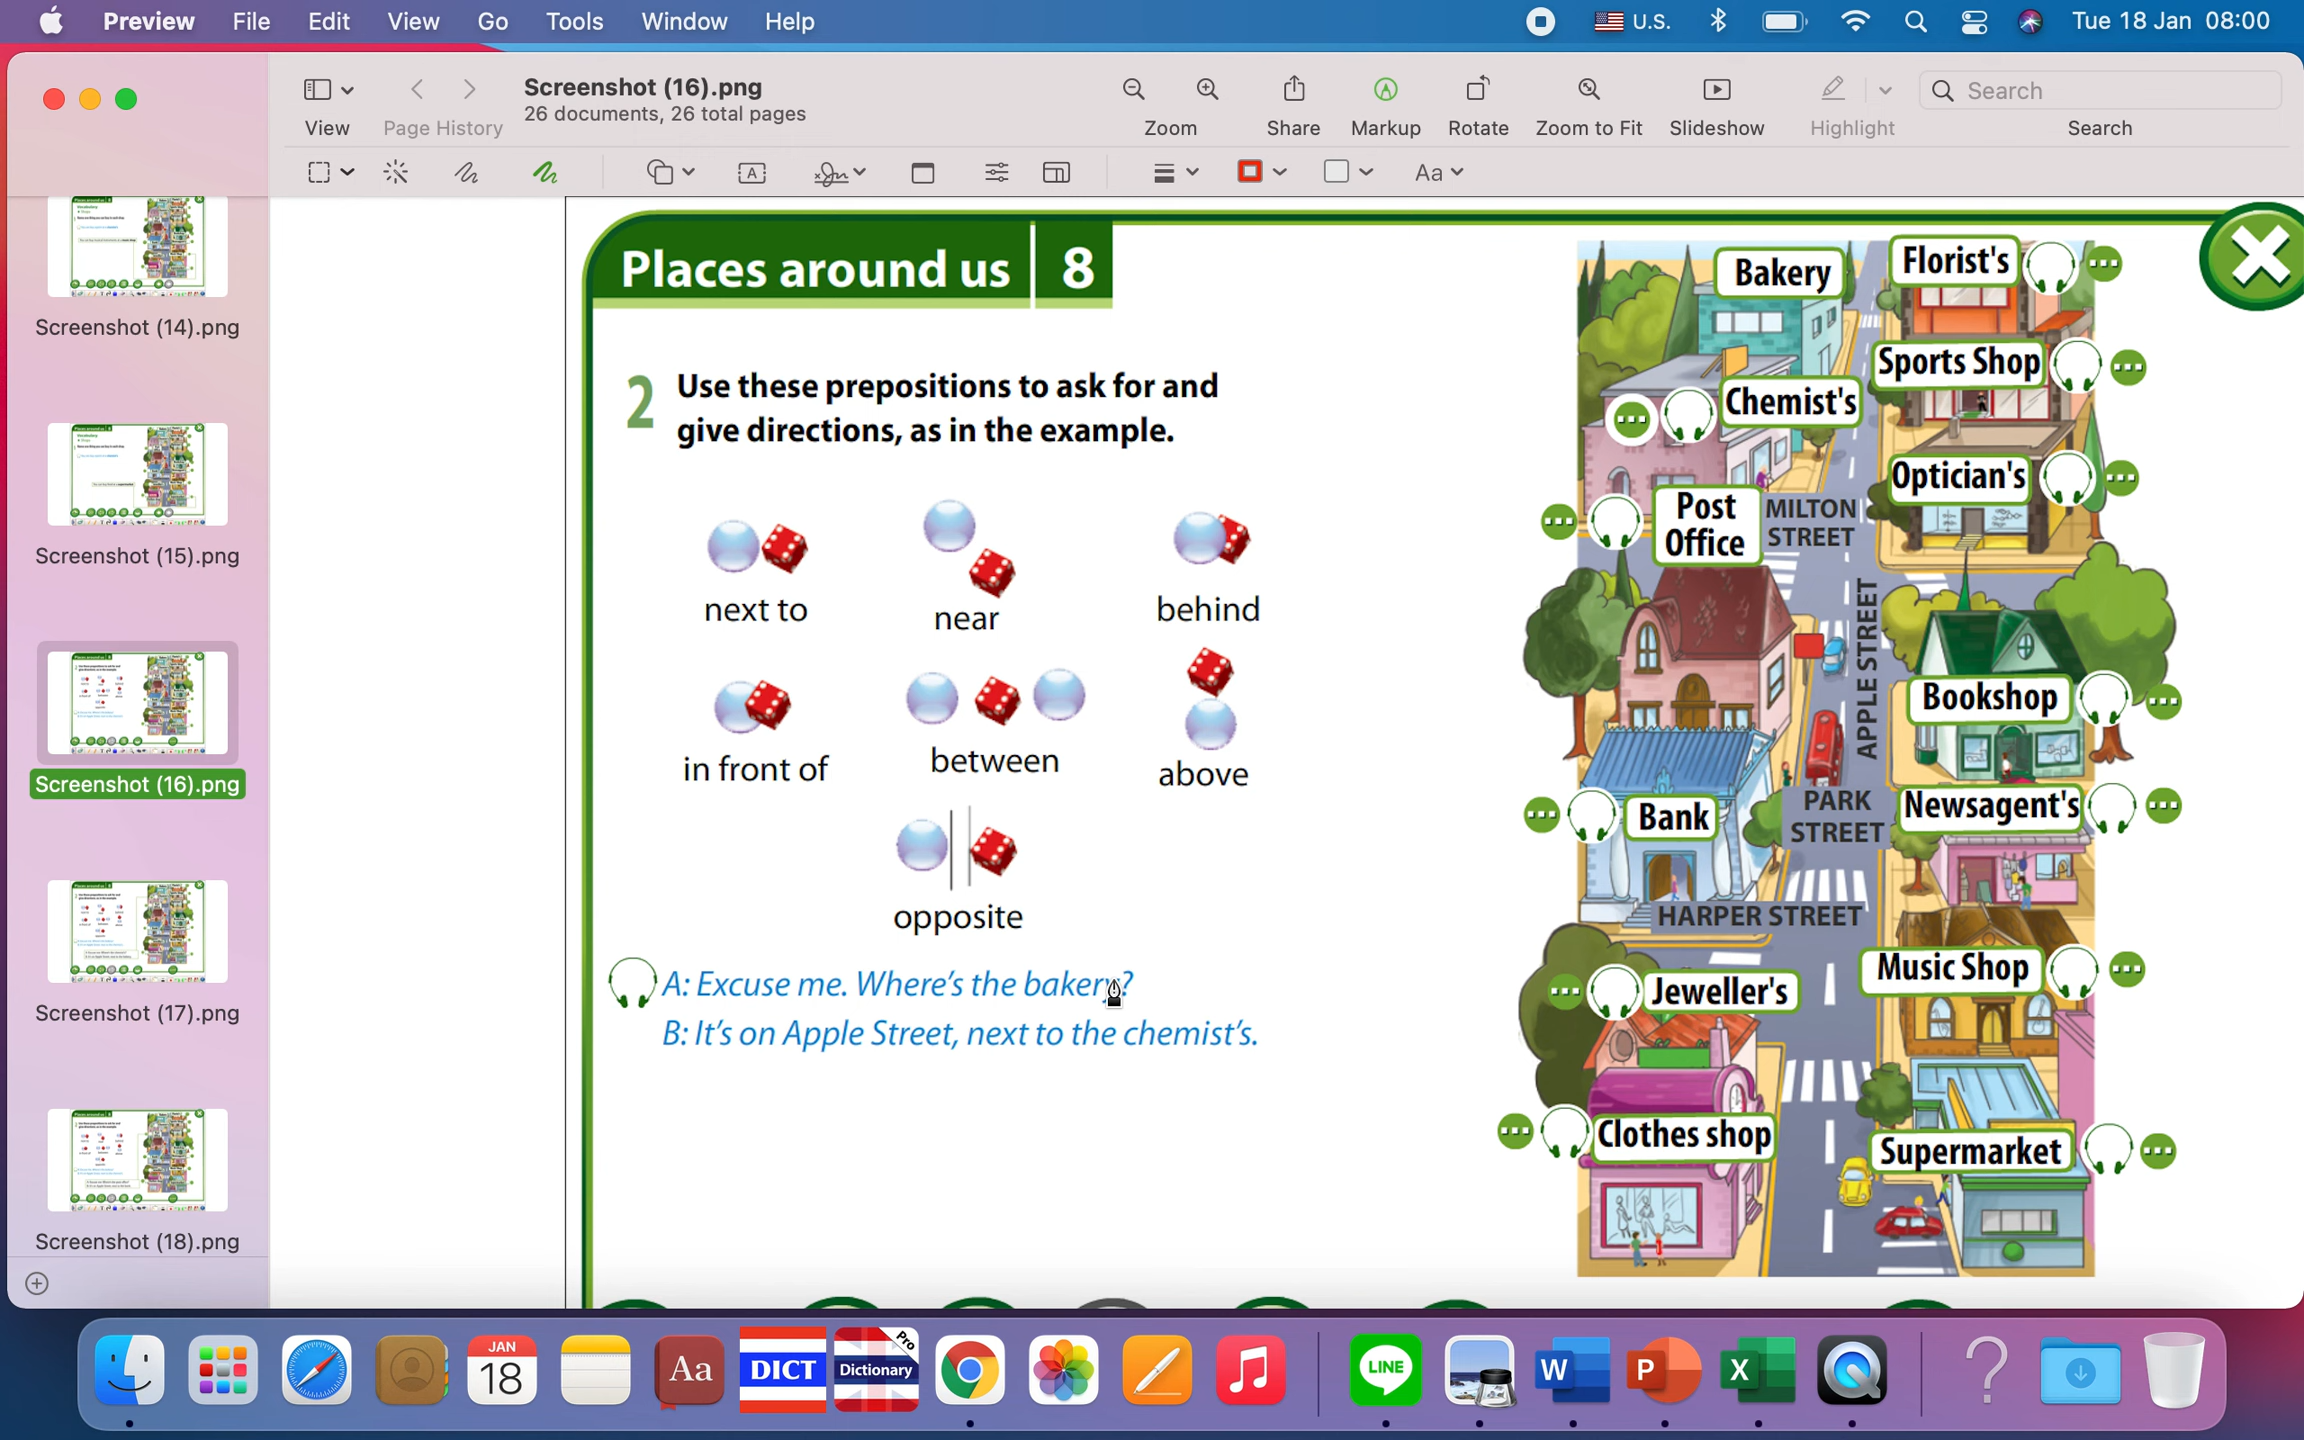 Preview File Edit View Go Tools Window Help U.S. Tue 18 Jan 08:00
Screenshot (16).png
26 documents, 26 total pages
Search
View Page History Zoom Share Markup Rotate Zoom to Fit Slideshow Highlight Search
A Aa
Screenshot (14).png
Screenshot (15).png
Screenshot (16).png
Screenshot (17).png
Screenshot (18).png
Places around us 8
2 Use these prepositions to ask for and
give directions, as in the example.
next to
near
behind
in front of
between
above
opposite
A: Excuse me. Where's the bakery?
B: It's on Apple Street, next to the chemist's.
Bakery
Florist's
Sports Shop
Chemist's
Optician's
Post
Office
MILTON
STREET
APPLE STREET
Bookshop
PARK
STREET
Newsagent's
Bank
HARPER STREET
Music Shop
Jeweller's
Clothes shop
Supermarket
JAN
18
Aa
DICT
Pro
Dictionary
LINE
W
P
X
?